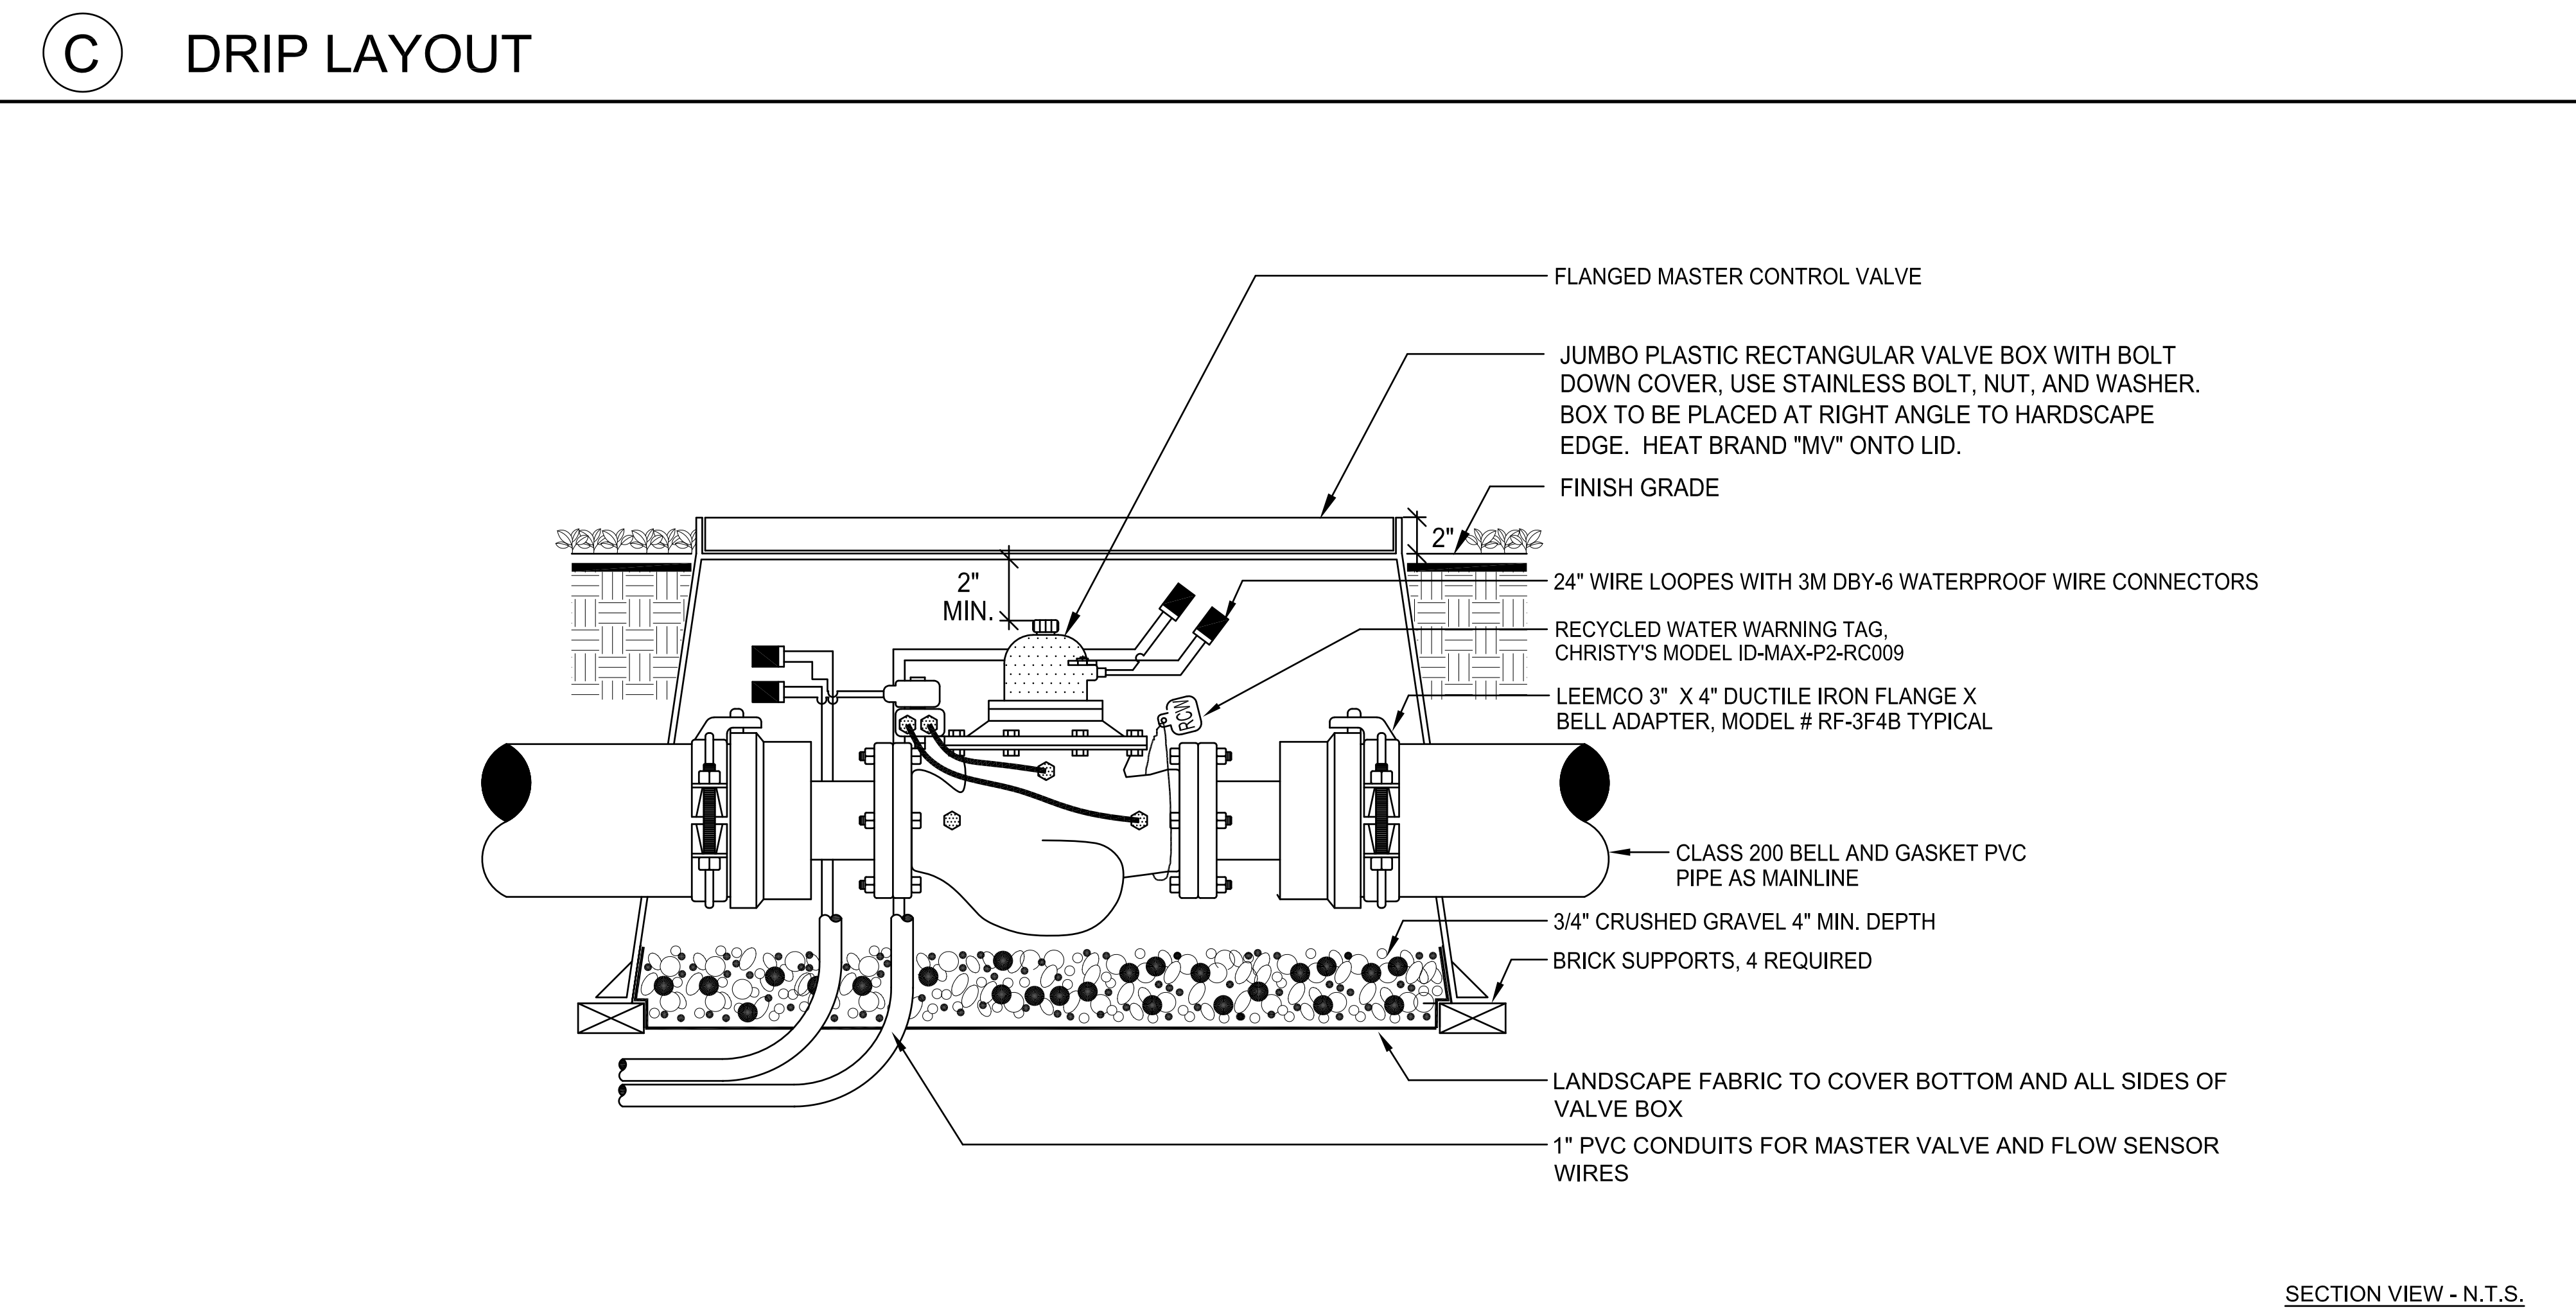 C DRIP LAYOUT
FLANGED MASTER CONTROL VALVE
JUMBO PLASTIC RECTANGULAR VALVE BOX WITH BOLT
DOWN COVER, USE STAINLESS BOLT, NUT, AND WASHER.
BOX TO BE PLACED AT RIGHT ANGLE TO HARDSCAPE
EDGE. HEAT BRAND "MV" ONTO LID.
FINISH GRADE
2"
2"
MIN.
24" WIRE LOOPES WITH 3M DBY-6 WATERPROOF WIRE CONNECTORS
RECYCLED WATER WARNING TAG,
CHRISTY'S MODEL ID-MAX-P2-RC009
LEEMCO 3" X 4" DUCTILE IRON FLANGE X
BELL ADAPTER, MODEL # RF-3F4B TYPICAL
RCW
CLASS 200 BELL AND GASKET PVC
PIPE AS MAINLINE
3/4" CRUSHED GRAVEL 4" MIN. DEPTH
BRICK SUPPORTS, 4 REQUIRED
LANDSCAPE FABRIC TO COVER BOTTOM AND ALL SIDES OF
VALVE BOX
1" PVC CONDUITS FOR MASTER VALVE AND FLOW SENSOR
WIRES
SECTION VIEW - N.T.S.